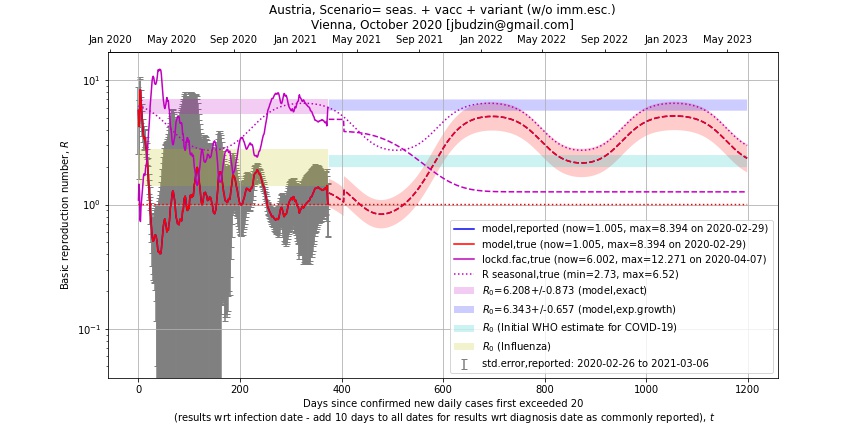 Austria, Scenario= seas. + vacc + variant (w/o imm.esc.)
Vienna, October 2020 [jbudzin@gmail.com]
Jan 2020 May 2020 Sep 2020 Jan 2021 May 2021 Sep 2021 Jan 2022 May 2022 Sep 2022 Jan 2023 May 2023
Basic reproduction number, R
10¹
10⁰
10⁻¹
model,reported (now=1.005, max=8.394 on 2020-02-29)
model,true (now=1.005, max=8.394 on 2020-02-29)
lockd.fac,true (now=6.002, max=12.271 on 2020-04-07)
R seasonal,true (min=2.73, max=6.52)
R₀=6.208+/-0.873 (model,exact)
R₀=6.343+/-0.657 (model,exp.growth)
R₀ (Initial WHO estimate for COVID-19)
R₀ (Influenza)
std.error,reported: 2020-02-26 to 2021-03-06
0 200 400 600 800 1000 1200
Days since confirmed new daily cases first exceeded 20
(results wrt infection date - add 10 days to all dates for results wrt diagnosis date as commonly reported), t